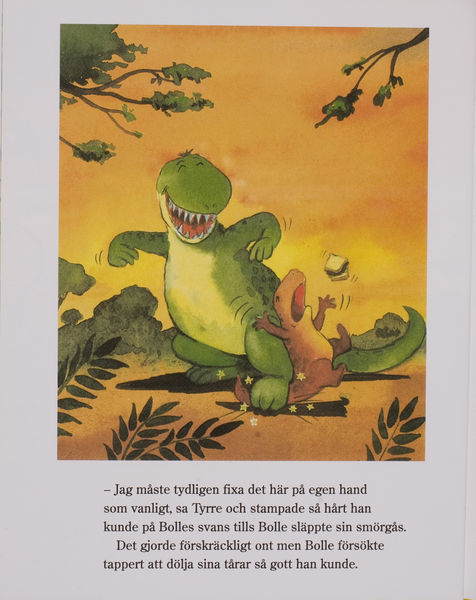 – Jag måste tydligen fixa det här på egen hand
som vanligt, sa Tyrre och stampade så hårt han
kunde på Bolles svans tills Bolle släppte sin smörgås.
Det gjorde förskräckligt ont men Bolle försökte
tappert att dölja sina tårar så gott han kunde.